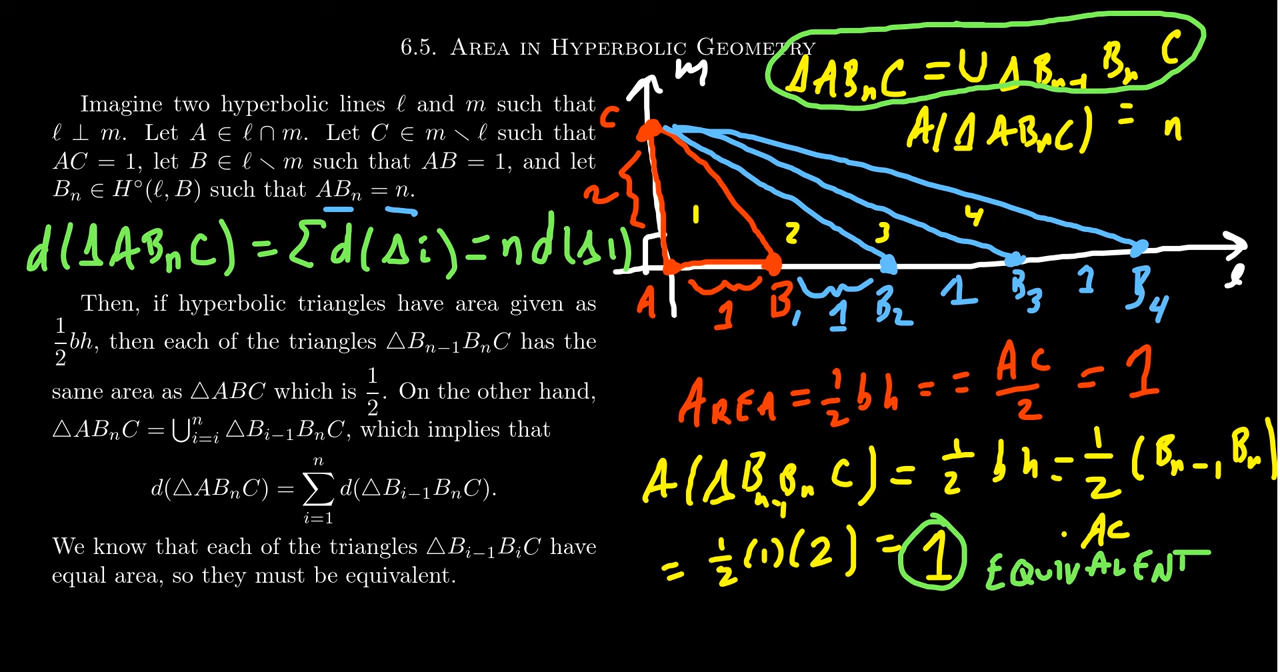 6.5. AREA IN HYPERBOLIC GEOMETRY
Imagine two hyperbolic lines ℓ and m such that
ℓ ⊥ m. Let A ∈ ℓ ∩ m. Let C ∈ m ∖ ℓ such that
AC = 1, let B ∈ ℓ ∖ m such that AB = 1, and let
Bₙ ∈ H°(ℓ, B) such that ABₙ = n.
d(△ABₙC) = Σd(△i) = n d(△1)
Then, if hyperbolic triangles have area given as
1/2 bh, then each of the triangles △Bₙ₋₁BₙC has the
same area as △ABC which is 1/2. On the other hand,
△ABₙC = ⋃ⁿᵢ₌ᵢ △Bᵢ₋₁BₙC, which implies that
d(△ABₙC) = ∑ⁿᵢ₌₁ d(△Bᵢ₋₁BₙC).
We know that each of the triangles △Bᵢ₋₁BᵢC have
equal area, so they must be equivalent.
△ABₙC = ∪ △Bₙ₋₁ Bₙ C
A(△ABₙC) = n
m
C
2
1
2
3
4
A
B₁
B₂
B₃
B₄
ℓ
1
1
1
1
AREA = 1/2 bh = = AC/2 = 1
A(△Bₙ₋₁BₙC) = 1/2 bh = 1/2 (Bₙ₋₁Bₙ)
· AC
= 1/2 (1)(2) = 1
EQUIVALENT